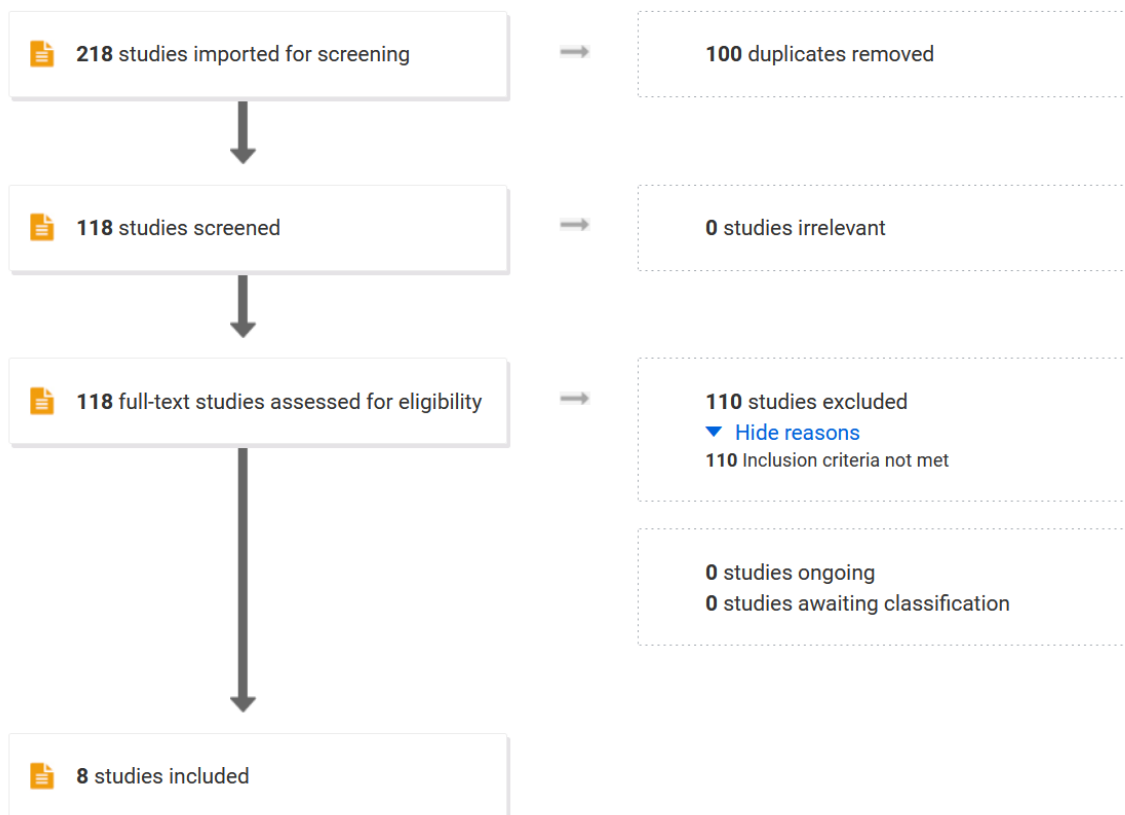 218 studies imported for screening
100 duplicates removed
118 studies screened
0 studies irrelevant
118 full-text studies assessed for eligibility
110 studies excluded
Hide reasons
110 Inclusion criteria not met
0 studies ongoing
0 studies awaiting classification
8 studies included